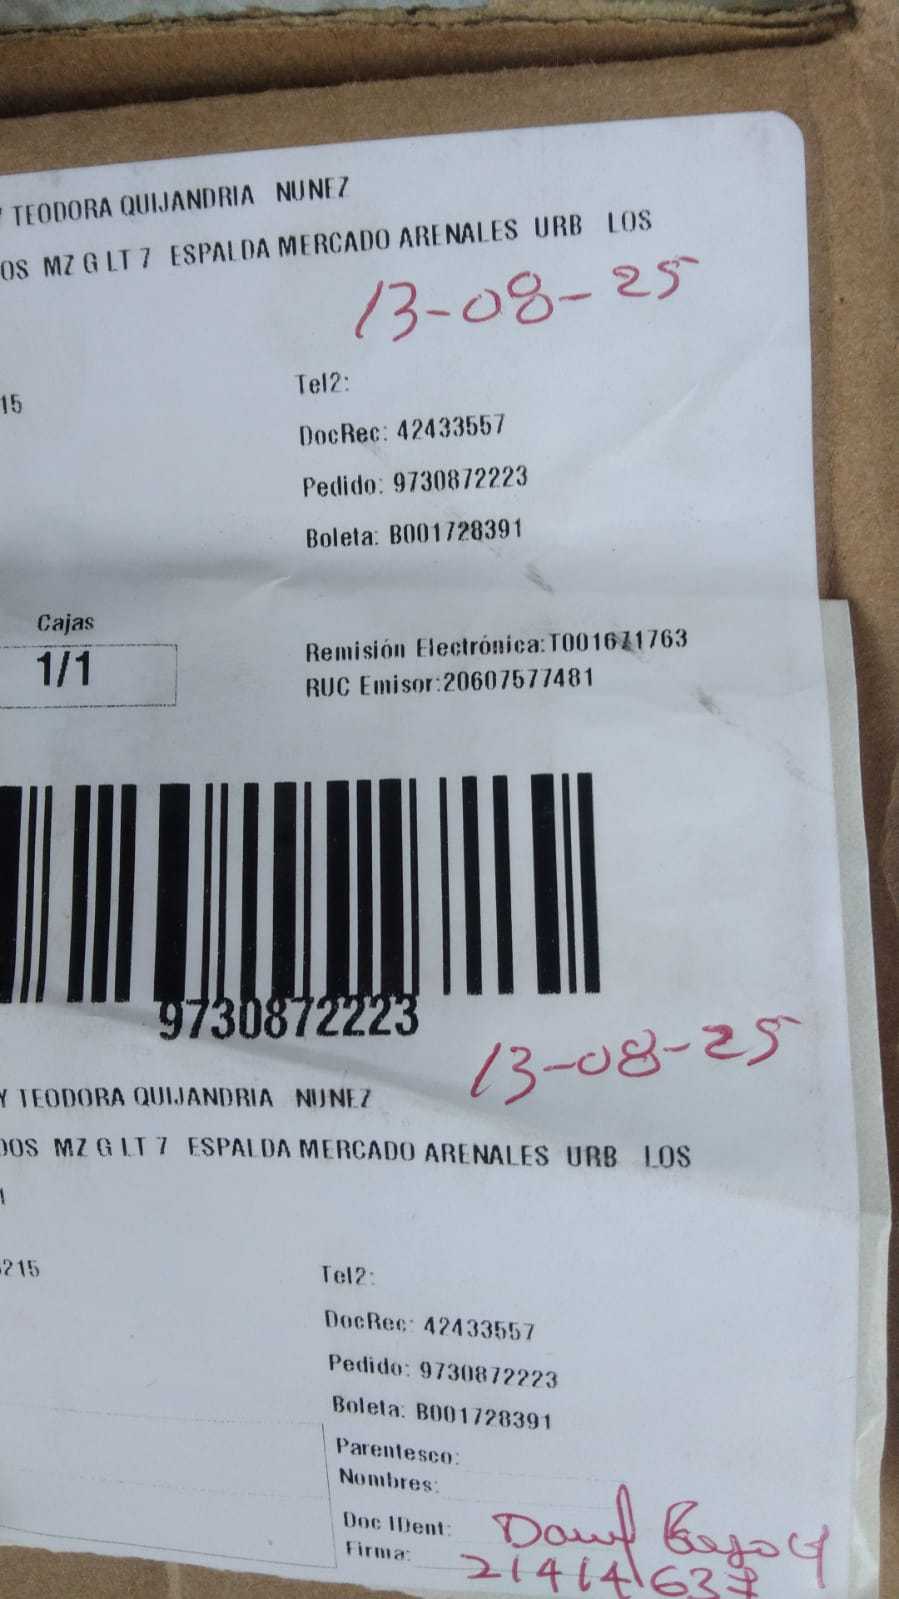 Y TEODORA QUIJANDRIA NUNEZ
OS MZ G LT 7 ESPALDA MERCADO ARENALES URB LOS
13-08-25
Tel2:
15
DocRec: 42433557
Pedido: 9730872223
Boleta: B001728391
Cajas
1/1
Remisión Electrónica:T001671763
RUC Emisor:20607577481
9730872223
13-08-25
Y TEODORA QUIJANDRIA NUNEZ
DOS MZ G LT 7 ESPALDA MERCADO ARENALES URB LOS
215
Tel2:
DocRec: 42433557
Pedido: 9730872223
Boleta: B001728391
Parentesco:
Nombres:
Doc IDent:
Firma:
21414637